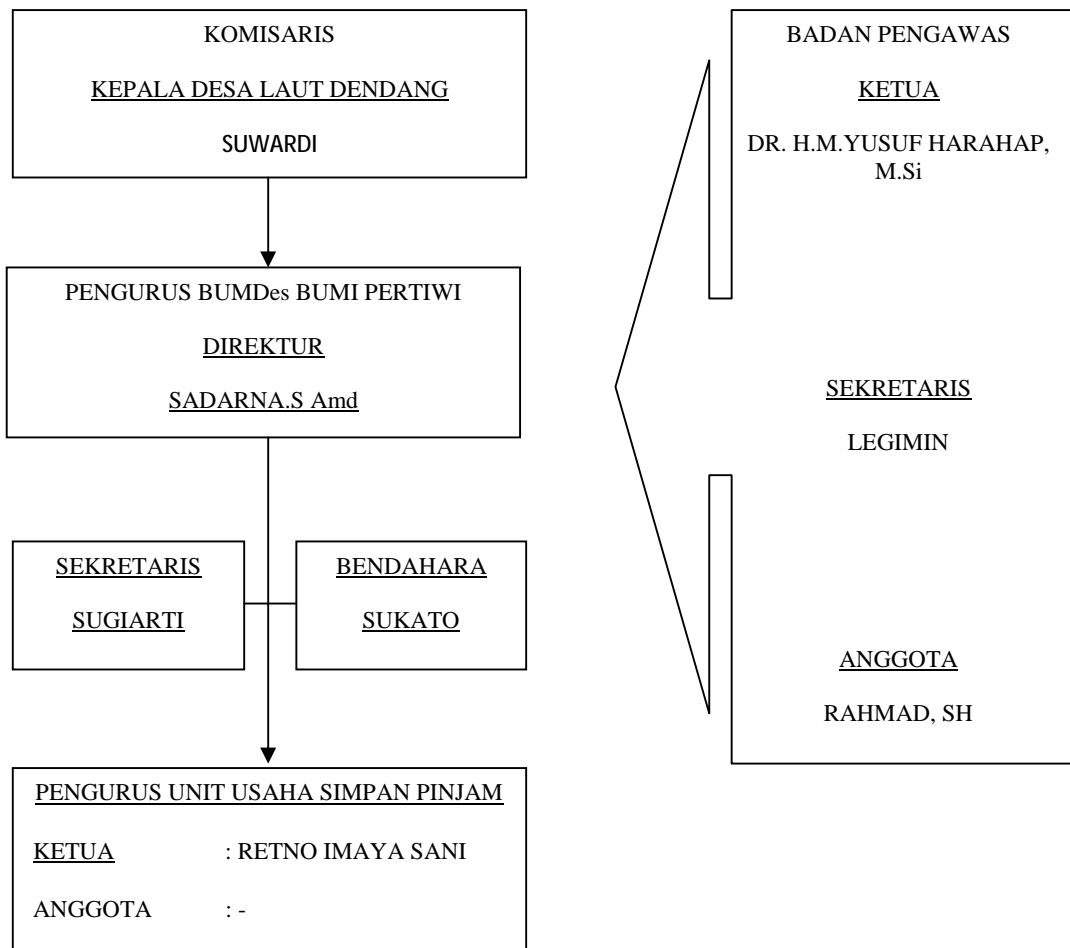 KOMISARIS
KEPALA DESA LAUT DENDANG
SUWARDI
PENGURUS BUMDes BUMI PERTIWI
DIREKTUR
SADARNA.S Amd
SEKRETARIS
SUGIARTI
BENDAHARA
SUKATO
PENGURUS UNIT USAHA SIMPAN PINJAM
KETUA : RETNO IMAYA SANI
ANGGOTA : -
BADAN PENGAWAS
KETUA
DR. H.M.YUSUF HARAHAP,
M.Si
SEKRETARIS
LEGIMIN
ANGGOTA
RAHMAD, SH